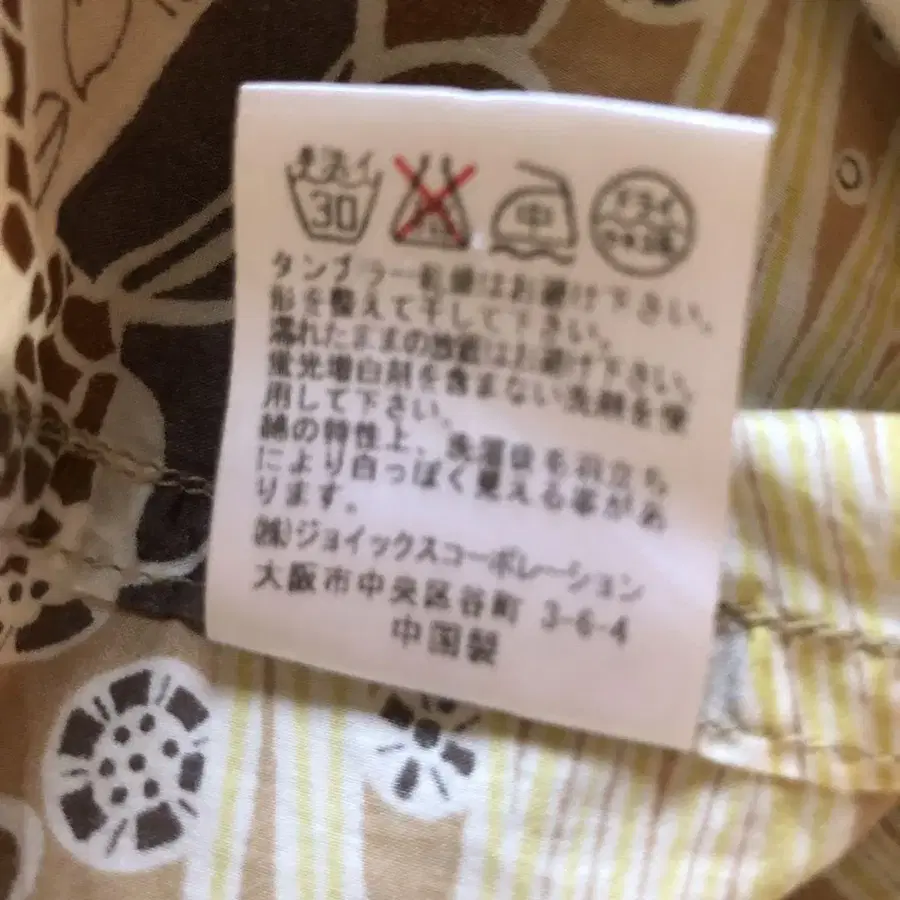 手洗イ
30
中
ドライ
タンブラー乾燥はお避け下さい。
形を整えて干して下さい。
濡れたままの放置はお避け下さい。
蛍光増白剤を含まない洗剤を使
用して下さい。
綿の特性上、洗濯後毛羽立ち
により白っぽく見える事があ
ります。
㈱ジョイックスコーポレーション
大阪市中央区谷町 3-6-4
中国製